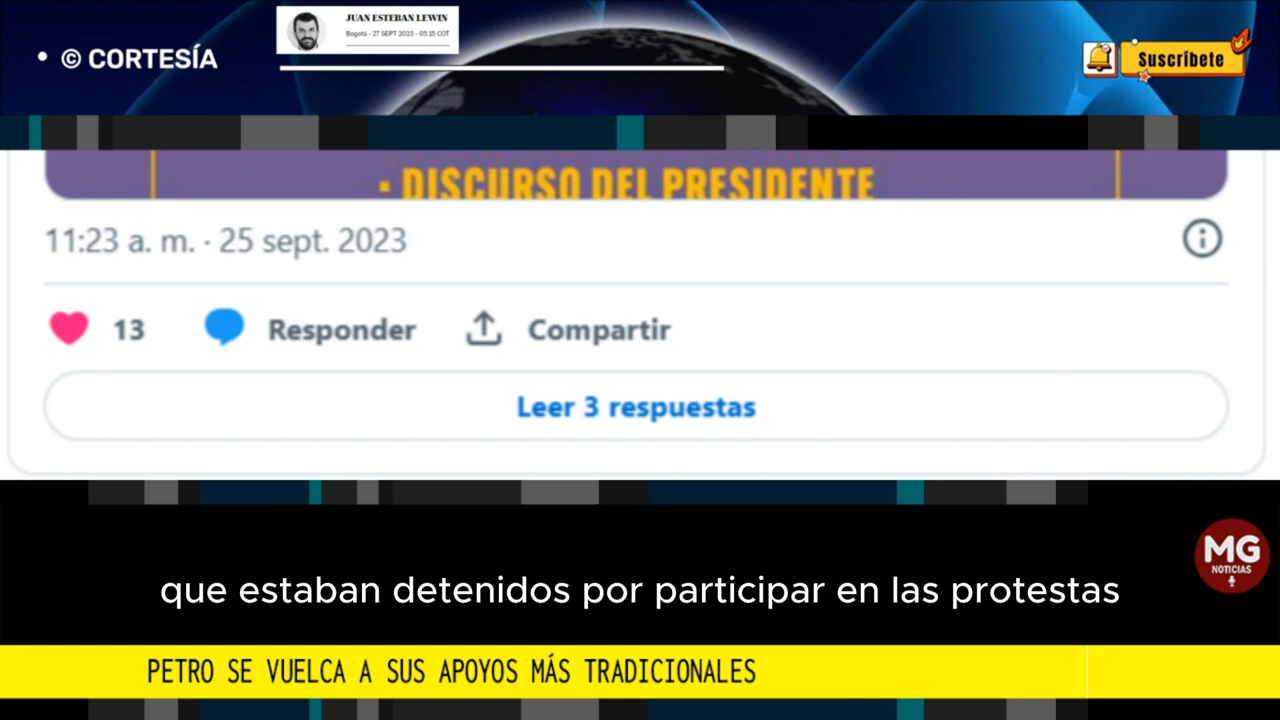 JUAN ESTEBAN LEWIN
Bogotá - 27 SEPT 2023 - 05:15 COT
• © CORTESÍA
Suscríbete
· DISCURSO DEL PRESIDENTE
11:23 a. m. · 25 sept. 2023
13 Responder Compartir
Leer 3 respuestas
MG
NOTICIAS
que estaban detenidos por participar en las protestas
PETRO SE VUELCA A SUS APOYOS MÁS TRADICIONALES